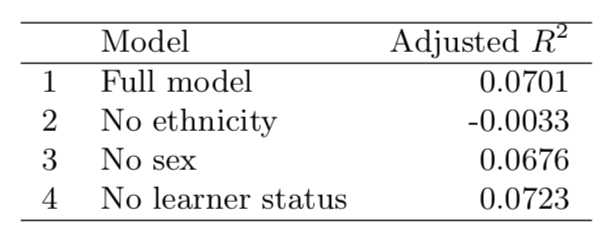 Model Adjusted R²
1 Full model 0.0701
2 No ethnicity -0.0033
3 No sex 0.0676
4 No learner status 0.0723